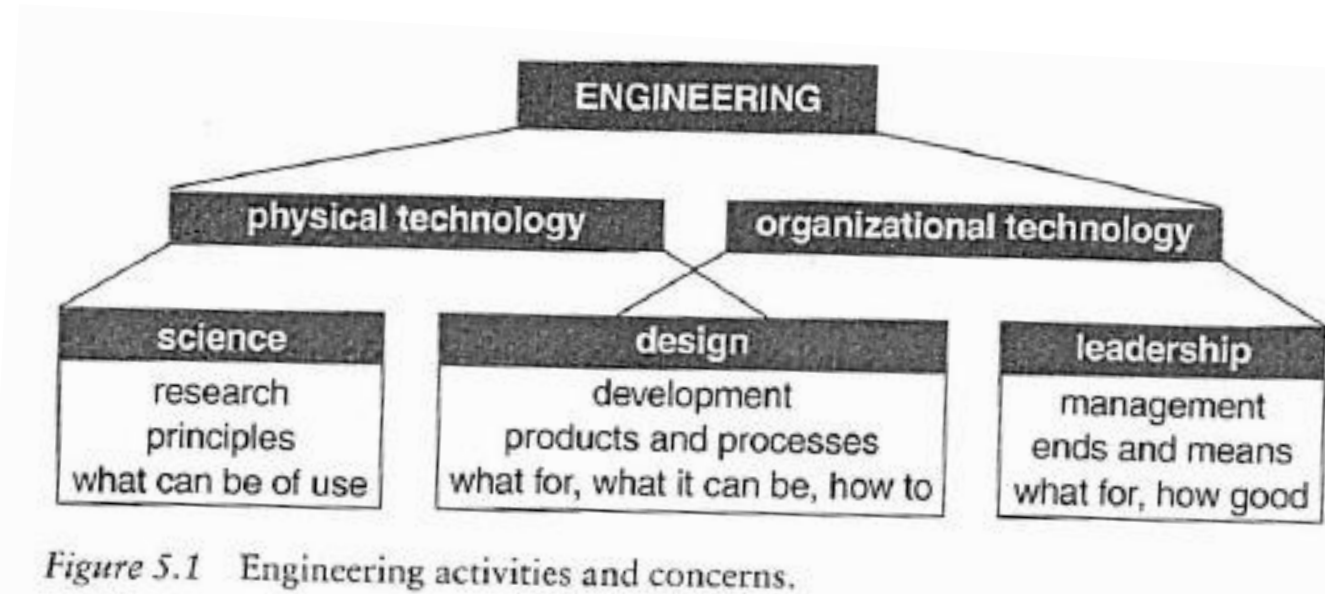 ENGINEERING
physical technology
organizational technology
science
research
principles
what can be of use
design
development
products and processes
what for, what it can be, how to
leadership
management
ends and means
what for, how good
Figure 5.1 Engineering activities and concerns.